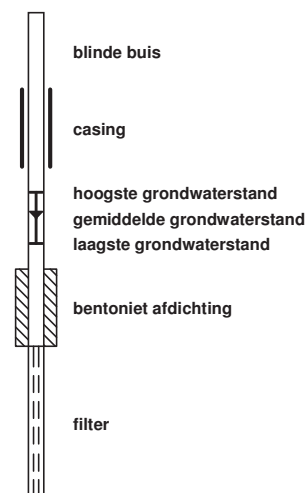 blinde buis
casing
hoogste grondwaterstand
gemiddelde grondwaterstand
laagste grondwaterstand
bentoniet afdichting
filter